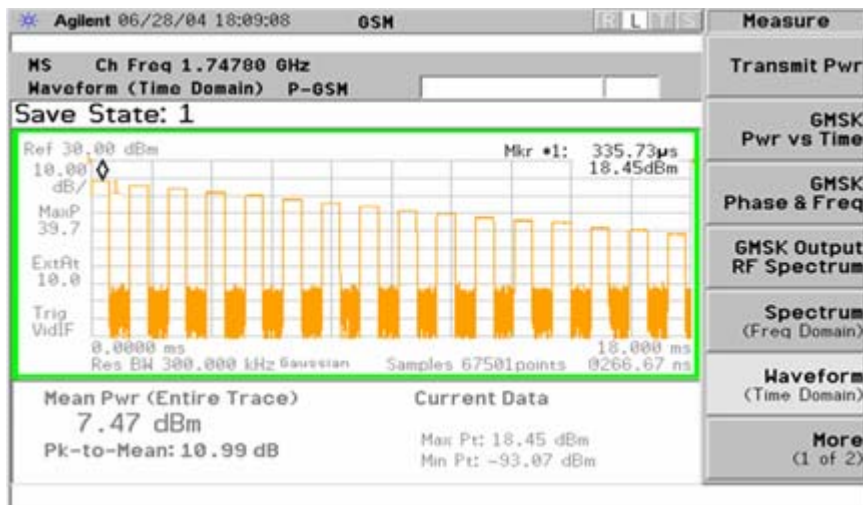 Agilent 06/28/04 18:09:08 GSM R L T S
MS Ch Freq 1.74780 GHz
Waveform (Time Domain) P-GSM
Save State: 1
Ref 30.00 dBm Mkr *1: 335.73µs
10.00 18.45dBm
dB/
MaxP
39.7
ExtAt
10.0
Trig
VidIF
0.0000 ms 18.000 ms
Res BW 300.000 kHz Gaussian Samples 67501points 0266.67 ns
Mean Pwr (Entire Trace) Current Data
7.47 dBm
Pk-to-Mean: 10.99 dB
Max Pt: 18.45 dBm
Min Pt: -93.07 dBm
Measure
Transmit Pwr
GMSK
Pwr vs Time
GMSK
Phase & Freq
GMSK Output
RF Spectrum
Spectrum
(Freq Domain)
Waveform
(Time Domain)
More
(1 of 2)